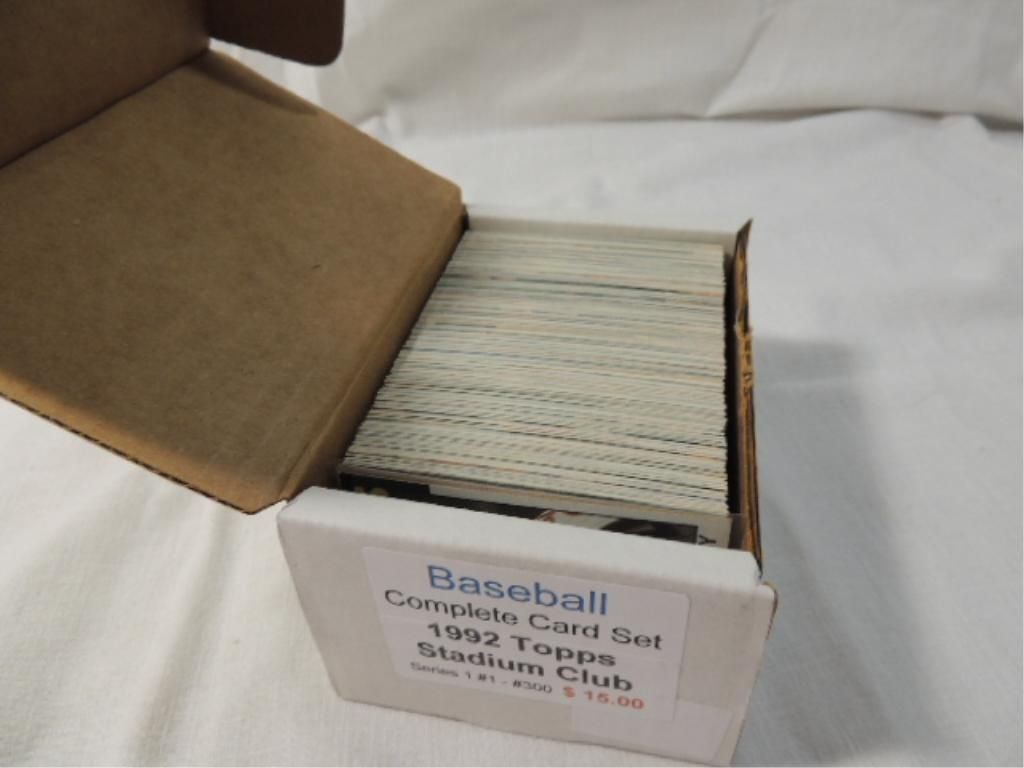 Baseball
Complete Card Set
1992 Topps
Stadium Club
Series 1 #1 - #300 $ 15.00